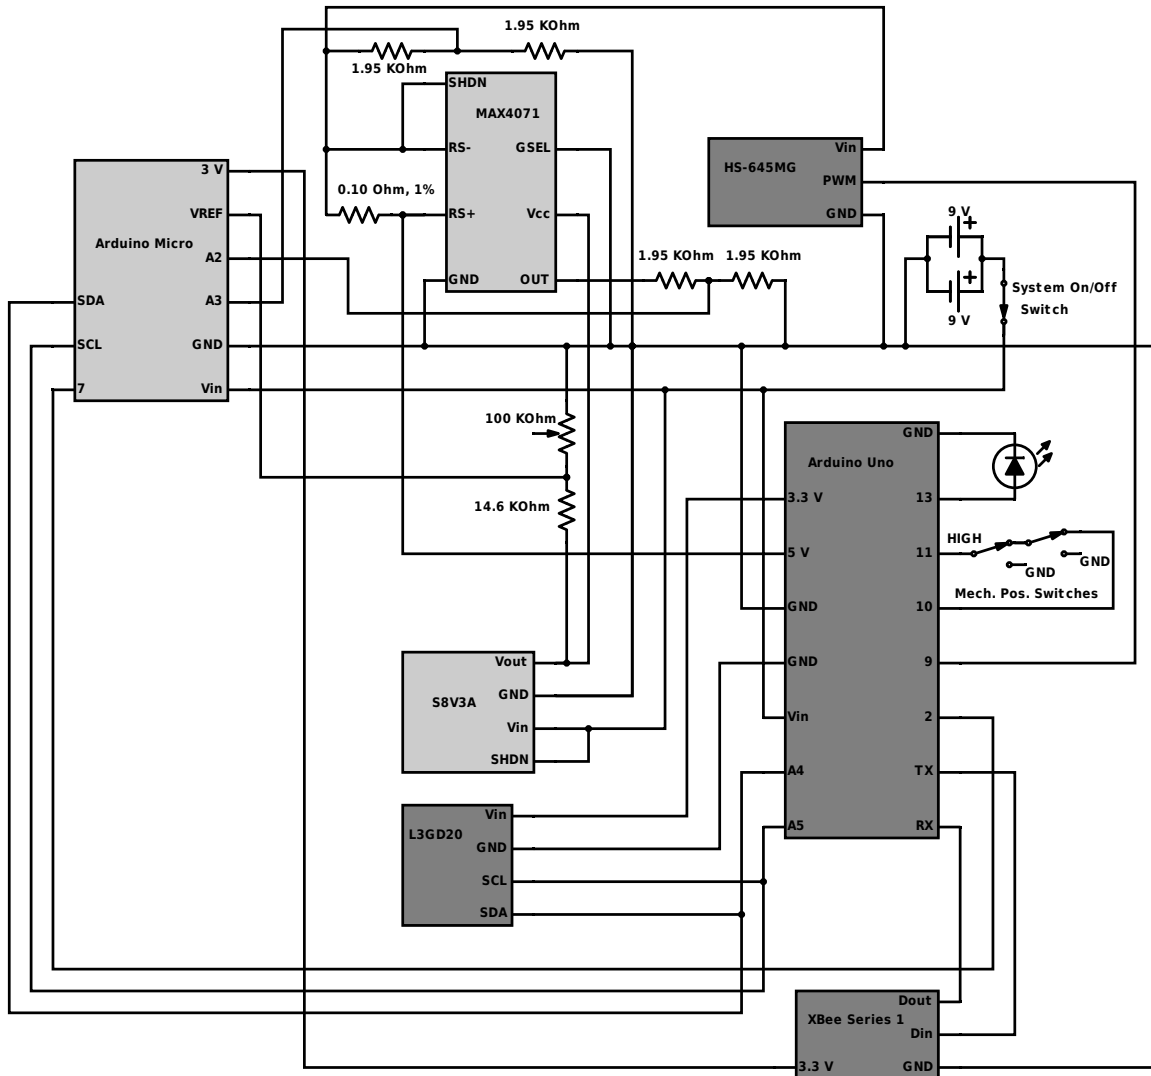 1.95 KOhm
1.95 KOhm
SHDN
MAX4071
RS-
GSEL
Vin
HS-645MG
PWM
GND
3 V
0.10 Ohm, 1%
RS+
Vcc
VREF
Arduino Micro
A2
1.95 KOhm
1.95 KOhm
9 V
+
+
9 V
System On/Off
Switch
GND
OUT
SDA
A3
SCL
GND
7
Vin
100 KOhm
14.6 KOhm
GND
Arduino Uno
3.3 V
13
5 V
11
HIGH
GND
GND
Mech. Pos. Switches
GND
10
GND
9
Vin
2
A4
TX
A5
RX
Vout
S8V3A
GND
Vin
SHDN
Vin
L3GD20
GND
SCL
SDA
Dout
XBee Series 1
Din
3.3 V
GND